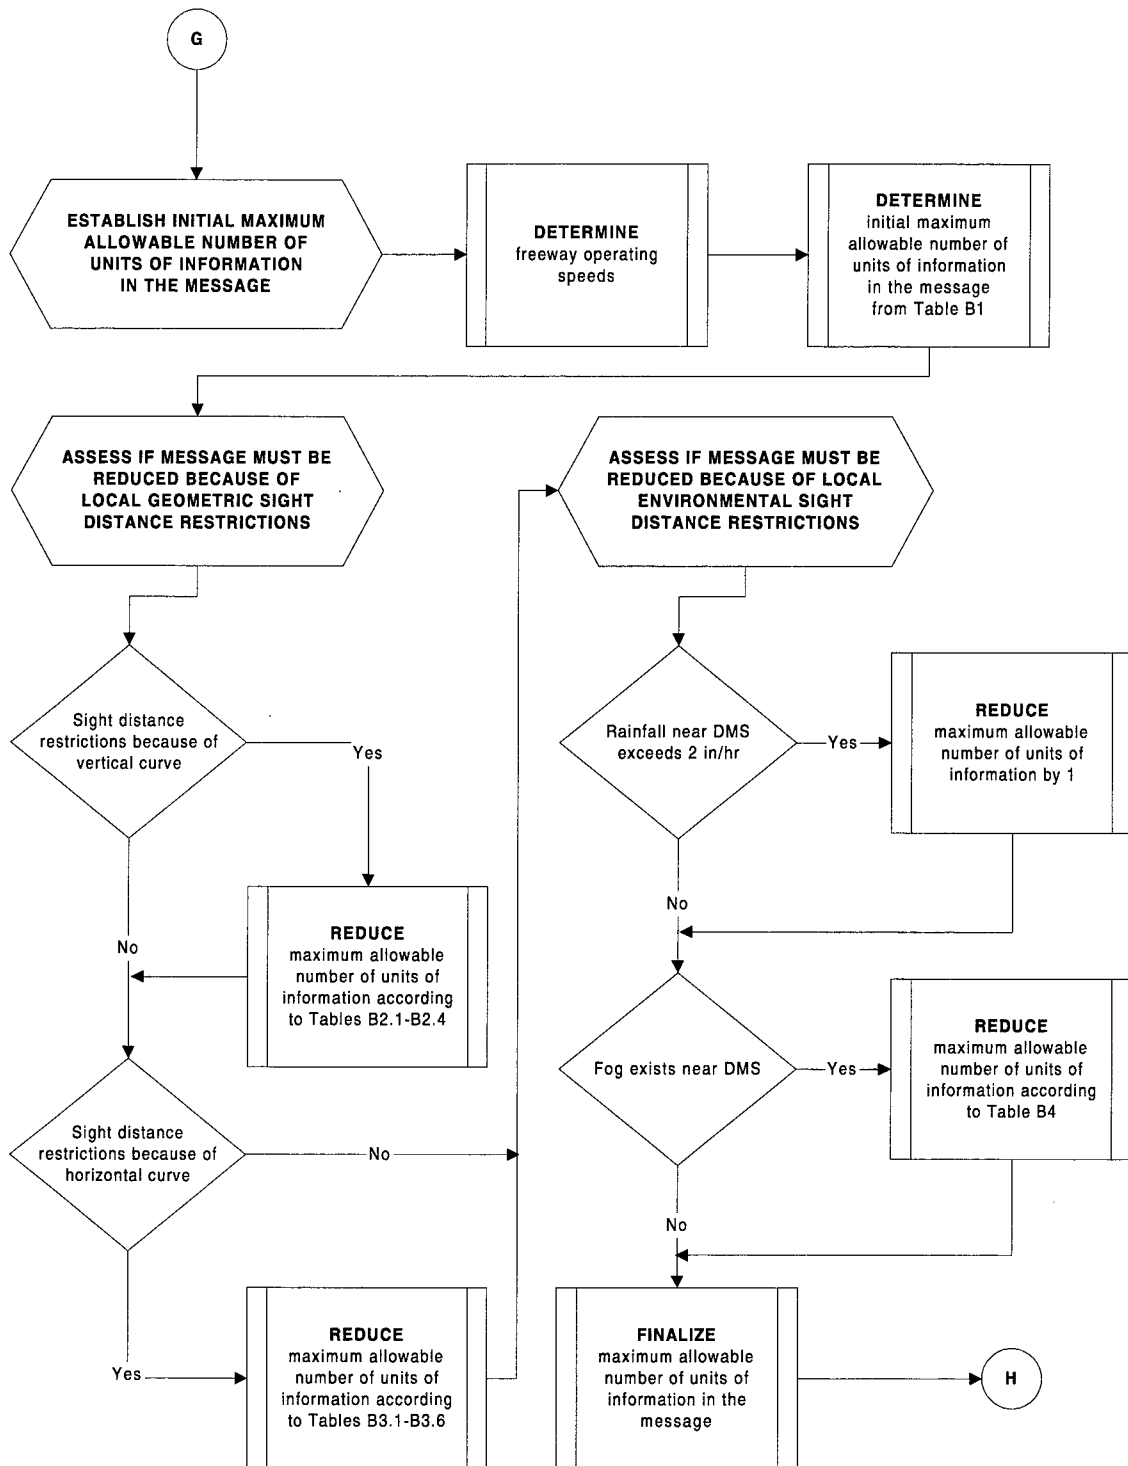 G
ESTABLISH INITIAL MAXIMUM
ALLOWABLE NUMBER OF
UNITS OF INFORMATION
IN THE MESSAGE
DETERMINE
freeway operating
speeds
DETERMINE
initial maximum
allowable number of
units of information
in the message
from Table B1
ASSESS IF MESSAGE MUST BE
REDUCED BECAUSE OF
LOCAL GEOMETRIC SIGHT
DISTANCE RESTRICTIONS
Sight distance
restrictions because of
vertical curve
Yes
No
REDUCE
maximum allowable
number of units of
information according
to Tables B2.1-B2.4
Sight distance
restrictions because of
horizontal curve
No
Yes
REDUCE
maximum allowable
number of units of
information according
to Tables B3.1-B3.6
ASSESS IF MESSAGE MUST BE
REDUCED BECAUSE OF LOCAL
ENVIRONMENTAL SIGHT
DISTANCE RESTRICTIONS
Rainfall near DMS
exceeds 2 in/hr
Yes
REDUCE
maximum allowable
number of units of
information by 1
No
Fog exists near DMS
Yes
REDUCE
maximum allowable
number of units of
information according
to Table B4
No
FINALIZE
maximum allowable
number of units of
information in the
message
H